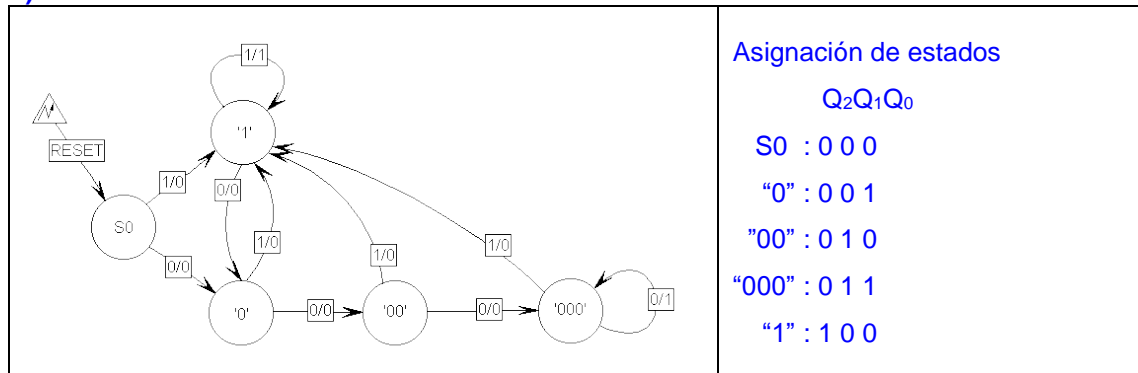 )
1/1
'1'
RESET
1/0
0/0
S0
0/0
1/0
1/0
1/0
'0'
0/0
'00'
0/0
'000'
0/1
Asignación de estados
Q₂Q₁Q₀
S0 : 0 0 0
“0” : 0 0 1
”00” : 0 1 0
“000” : 0 1 1
“1” : 1 0 0